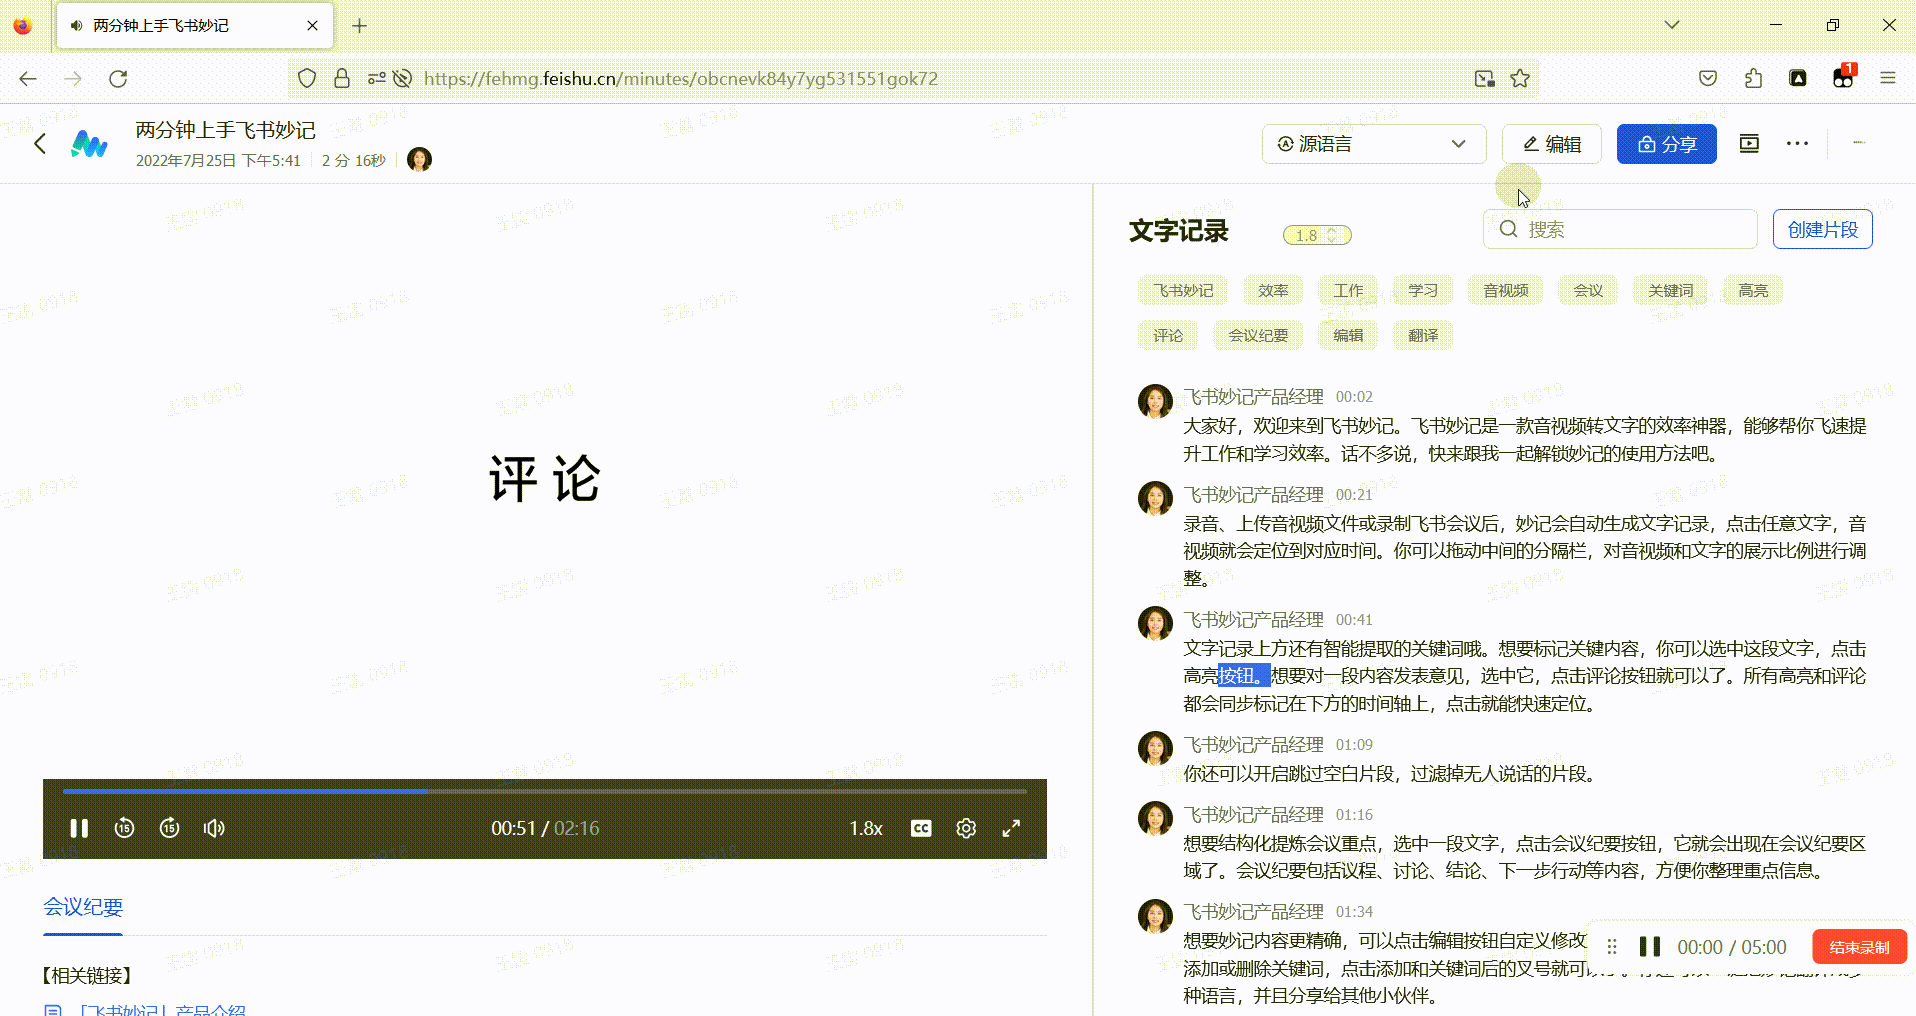 两分钟上手飞书妙记
https://fehmg.feishu.cn/minutes/obcnevk84y7yg531551gok72
1
两分钟上手飞书妙记
2022年7月25日 下午5:41 2 分 16秒
源语言
编辑
分享
文字记录
1.8
搜索
创建片段
飞书妙记 效率 工作 学习 音视频 会议 关键词 高亮
评论 会议纪要 编辑 翻译
飞书妙记产品经理 00:02
大家好，欢迎来到飞书妙记。飞书妙记是一款音视频转文字的效率神器，能够帮你飞速提
升工作和学习效率。话不多说，快来跟我一起解锁妙记的使用方法吧。
飞书妙记产品经理 00:21
录音、上传音视频文件或录制飞书会议后，妙记会自动生成文字记录，点击任意文字，音
视频就会定位到对应时间。你可以拖动中间的分隔栏，对音视频和文字的展示比例进行调
整。
飞书妙记产品经理 00:41
文字记录上方还有智能提取的关键词哦。想要标记关键内容，你可以选中这段文字，点击
高亮按钮。想要对一段内容发表意见，选中它，点击评论按钮就可以了。所有高亮和评论
都会同步标记在下方的时间轴上，点击就能快速定位。
飞书妙记产品经理 01:09
你还可以开启跳过空白片段，过滤掉无人说话的片段。
飞书妙记产品经理 01:16
想要结构化提炼会议重点，选中一段文字，点击会议纪要按钮，它就会出现在会议纪要区
域了。会议纪要包括议程、讨论、结论、下一步行动等内容，方便你整理重点信息。
飞书妙记产品经理 01:34
想要妙记内容更精确，可以点击编辑按钮自定义修改
添加或删除关键词，点击添加和关键词后的叉号就可以
种语言，并且分享给其他小伙伴。
评 论
15 15
00:51 / 02:16
1.8x
CC
会议纪要
【相关链接】
「飞书妙记」产品介绍
00:00 / 05:00
结束录制